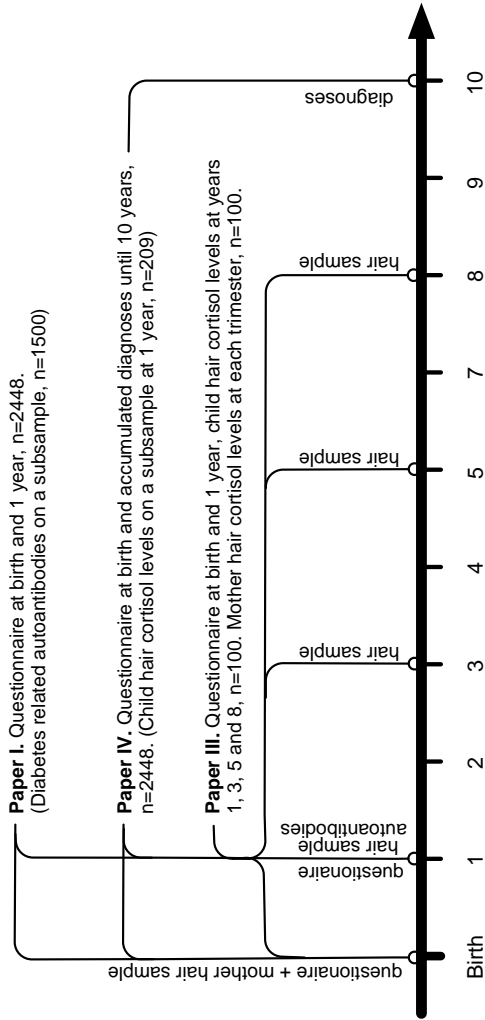 Paper I. Questionnaire at birth and 1 year, n=2448.
(Diabetes related autoantibodies on a subsample, n=1500)
Paper IV. Questionnaire at birth and accumulated diagnoses until 10 years,
n=2448. (Child hair cortisol levels on a subsample at 1 year, n=209)
Paper III. Questionnaire at birth and 1 year, child hair cortisol levels at years
1, 3, 5 and 8, n=100. Mother hair cortisol levels at each trimester, n=100.
questionaire + mother hair sample
questionaire
hair sample
autoantibodies
hair sample
hair sample
hair sample
diagnoses
Birth 1 2 3 4 5 7 8 9 10